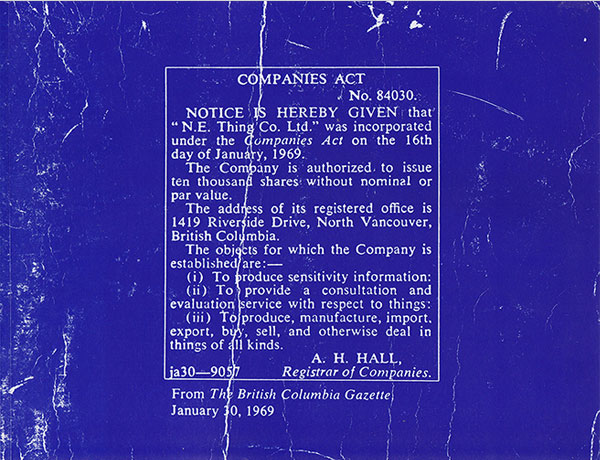 COMPANIES ACT
No. 84030.
NOTICE IS HEREBY GIVEN that
“N.E. Thing Co. Ltd.” was incorporated
under the Companies Act on the 16th
day of January, 1969.
The Company is authorized to issue
ten thousand shares without nominal or
par value.
The address of its registered office is
1419 Riverside Drive, North Vancouver,
British Columbia.
The objects for which the Company is
established are:—
(i) To produce sensitivity information:
(ii) To provide a consultation and
evaluation service with respect to things:
(iii) To produce, manufacture, import,
export, buy, sell, and otherwise deal in
things of all kinds.
A. H. HALL,
ja30—9057 Registrar of Companies.
From The British Columbia Gazette
January 30, 1969